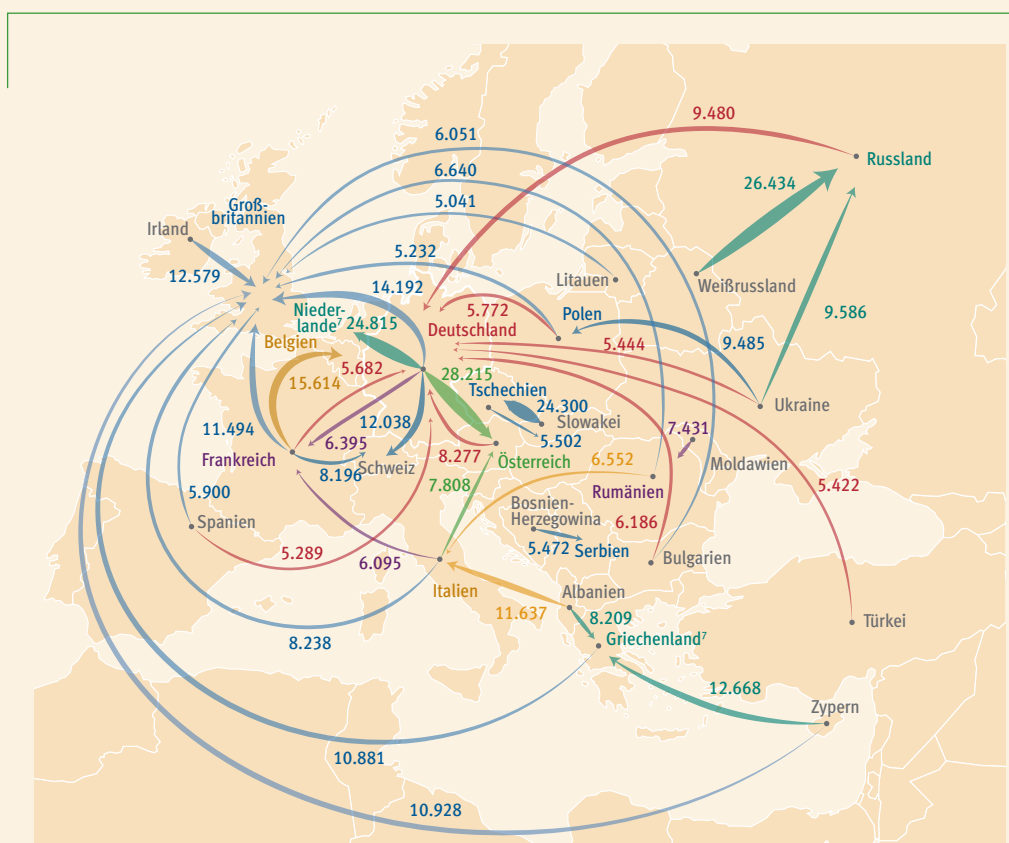 9.480
6.051
Russland
6.640
26.434
5.041
Groß-
britannien
Irland
5.232
12.579
Litauen
Weißrussland
14.192
Nieder-
lande⁷
24.815
5.772
Polen
9.586
Deutschland
Belgien
5.444
9.485
5.682
28.215
15.614
Tschechien
24.300
Ukraine
Slowakei
11.494
12.038
7.431
6.395
5.502
Frankreich
8.277
Österreich
6.552
Moldawien
Schweiz
8.196
7.808
5.422
5.900
Rumänien
Bosnien-
Herzegowina
Spanien
6.186
5.289
5.472
Serbien
6.095
Bulgarien
Italien
Albanien
11.637
8.209
Türkei
8.238
Griechenland⁷
12.668
Zypern
10.881
10.928